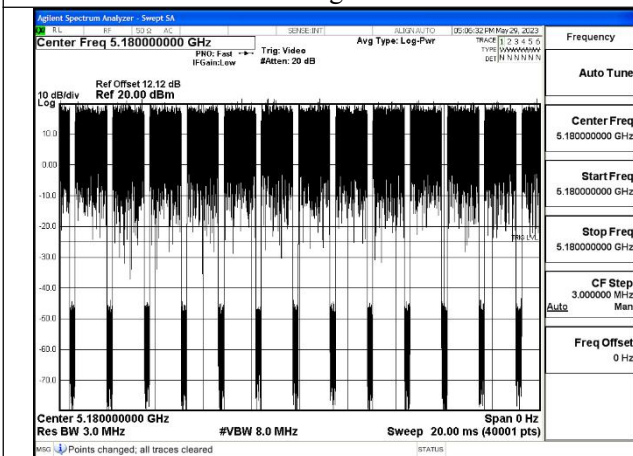 Agilent Spectrum Analyzer - Swept SA
RL RF 50 Ω AC SENSE:INT ALIGN AUTO 05:06:32 PM May 29, 2023
Center Freq 5.180000000 GHz
PNO: Fast
IFGain:Low
Trig: Video
#Atten: 20 dB
Avg Type: Log-Pwr
TRACE 1 2 3 4 5 6
TYPE
DET N N N N N N
Ref Offset 12.12 dB
10 dB/div Ref 20.00 dBm
Log
10.0
0.00
-10.0
-20.0
TRIG LVL
-30.0
-40.0
-50.0
-60.0
-70.0
Center 5.180000000 GHz Span 0 Hz
Res BW 3.0 MHz #VBW 8.0 MHz Sweep 20.00 ms (40001 pts)
MSG Points changed; all traces cleared STATUS
Frequency
Auto Tune
Center Freq
5.180000000 GHz
Start Freq
5.180000000 GHz
Stop Freq
5.180000000 GHz
CF Step
3.000000 MHz
Auto Man
Freq Offset
0 Hz